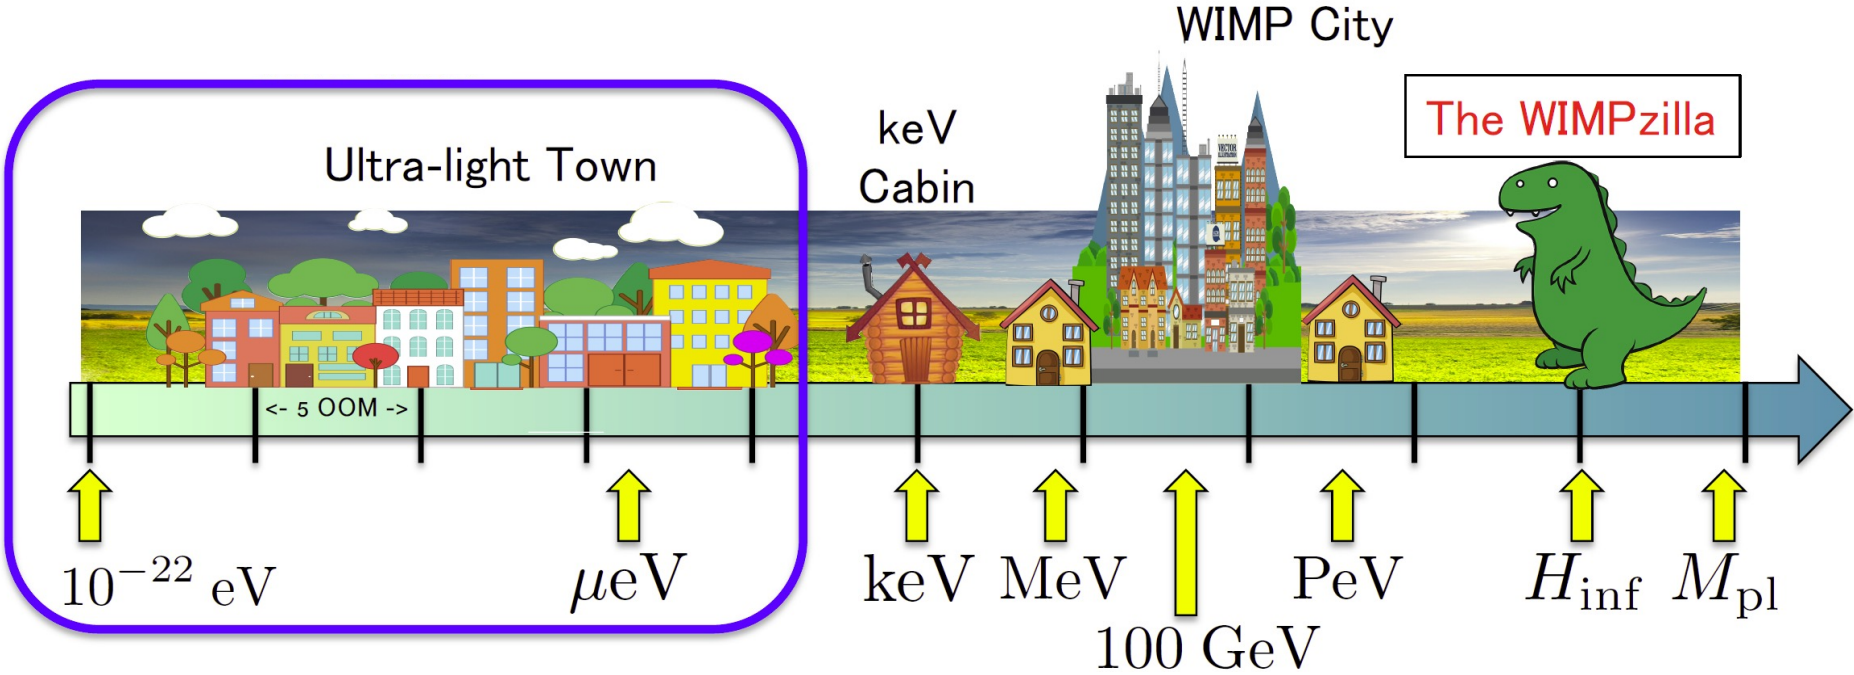 WIMP City
The WIMPzilla
keV
Cabin
Ultra-light Town
VECTOR
<- 5 OOM ->
10⁻²² eV
μeV
keV
MeV
100 GeV
PeV
H_inf
M_pl